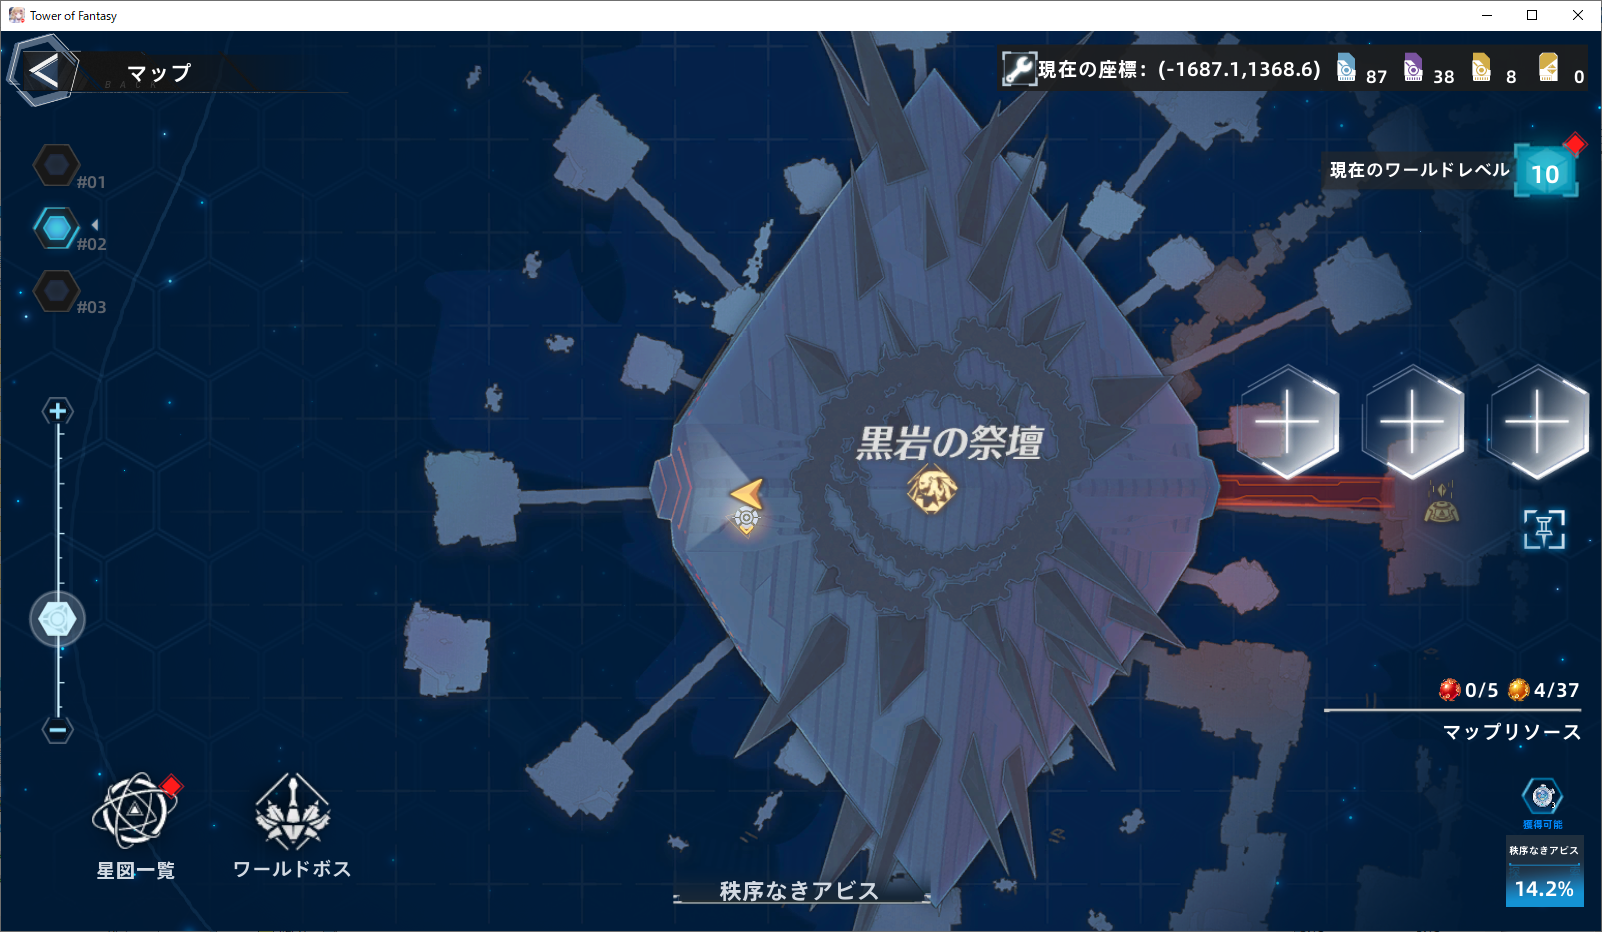 Tower of Fantasy
マップ
BACK
現在の座標：(-1687.1,1368.6)
87
38
8
0
現在のワールドレベル
10
#01
#02
#03
黒岩の祭壇
0/5
4/37
マップリソース
3
獲得可能
秩序なきアビス
14.2%
星図一覧
ワールドボス
秩序なきアビス